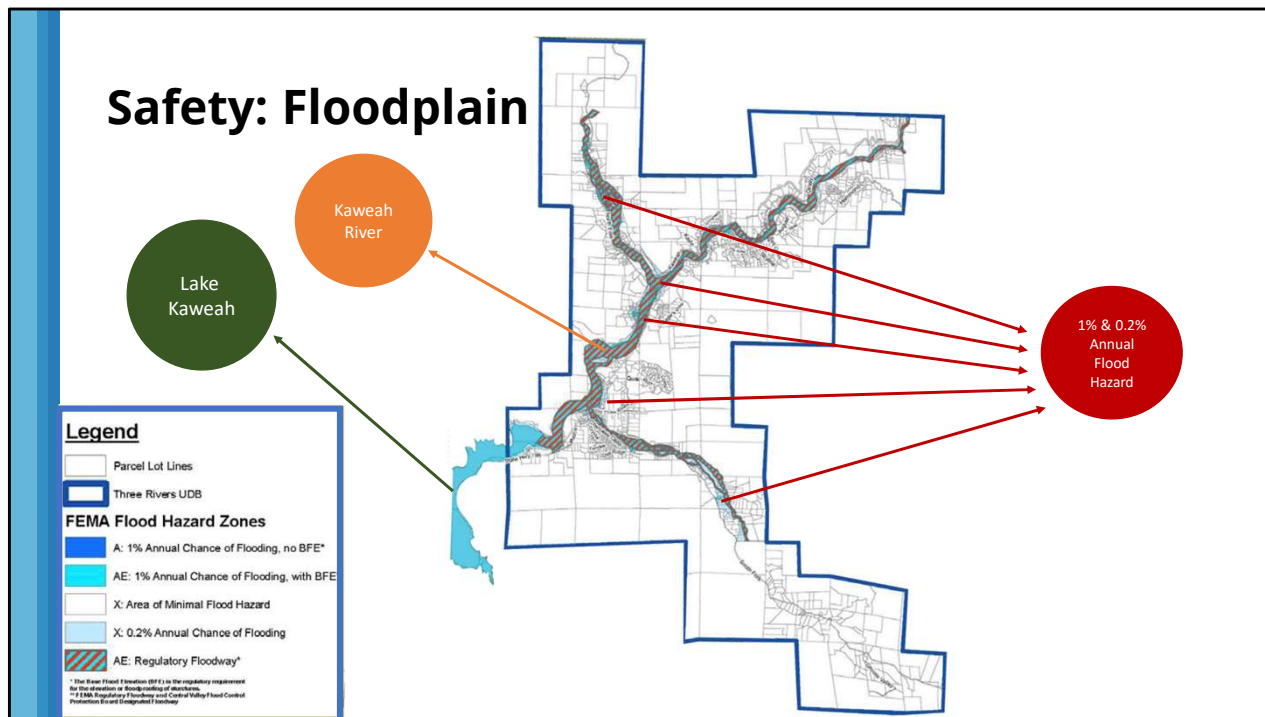 Safety: Floodplain
Kaweah
River
Lake
Kaweah
1% & 0.2%
Annual
Flood
Hazard
Legend
Parcel Lot Lines
Three Rivers UDB
FEMA Flood Hazard Zones
A: 1% Annual Chance of Flooding, no BFE*
AE: 1% Annual Chance of Flooding, with BFE
X: Area of Minimal Flood Hazard
X: 0.2% Annual Chance of Flooding
AE: Regulatory Floodway*
* The Base Flood Elevation (BFE) is the regulatory requirement
for the elevation or floodproofing of sturctures.
** FEMA Regulatory Floodway and Central Valley Flood Control
Protection Board Designated Floodway
South Fork